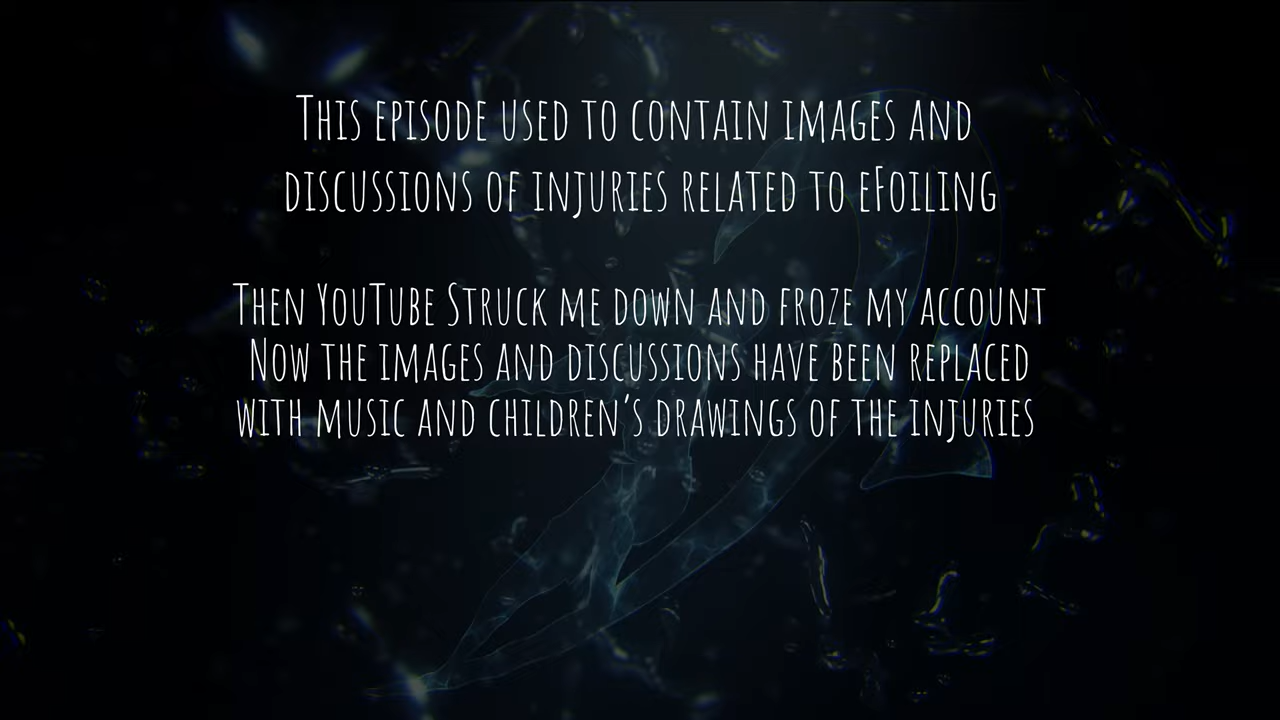 This episode used to contain images and
discussions of injuries related to eFoiling
Then YouTube Struck me down and froze my account
Now the images and discussions have been replaced
with music and children's drawings of the injuries